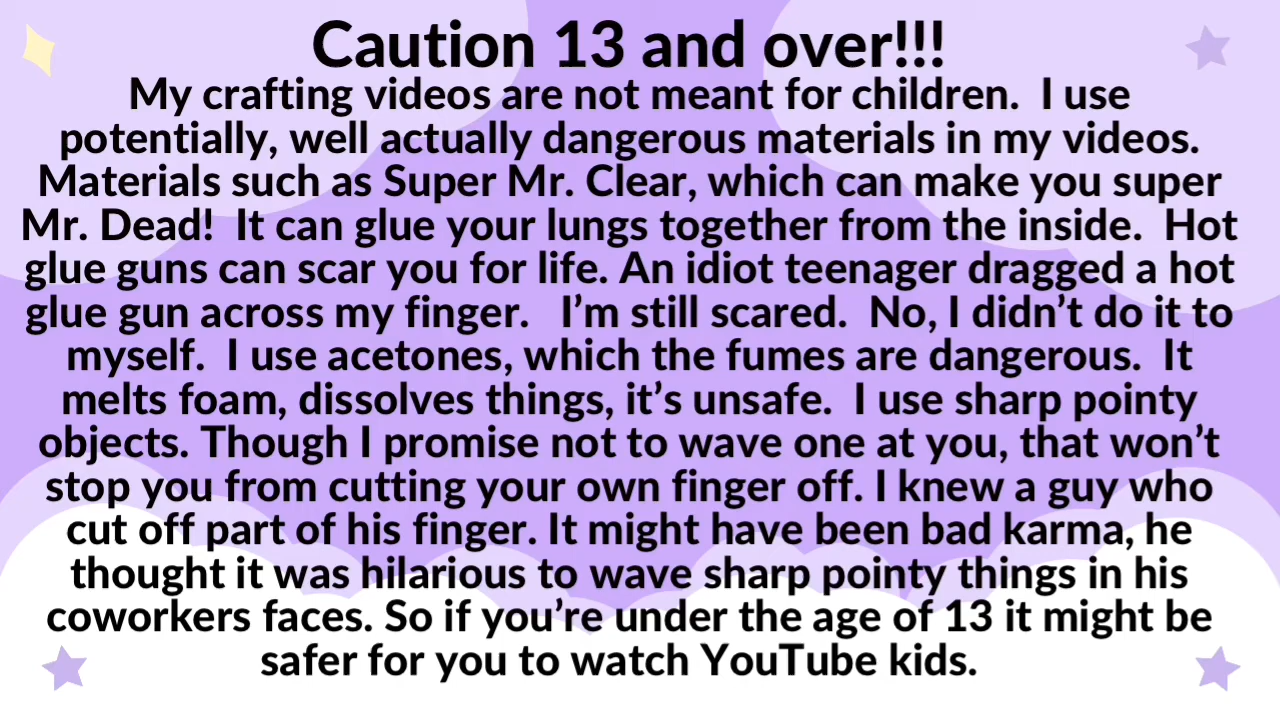 Caution 13 and over!!!
My crafting videos are not meant for children.  I use
potentially, well actually dangerous materials in my videos.
Materials such as Super Mr. Clear, which can make you super
Mr. Dead!  It can glue your lungs together from the inside.  Hot
glue guns can scar you for life. An idiot teenager dragged a hot
glue gun across my finger.   I’m still scared.  No, I didn’t do it to
myself.  I use acetones, which the fumes are dangerous.  It
melts foam, dissolves things, it’s unsafe.  I use sharp pointy
objects. Though I promise not to wave one at you, that won’t
stop you from cutting your own finger off. I knew a guy who
cut off part of his finger. It might have been bad karma, he
thought it was hilarious to wave sharp pointy things in his
coworkers faces. So if you’re under the age of 13 it might be
safer for you to watch YouTube kids.